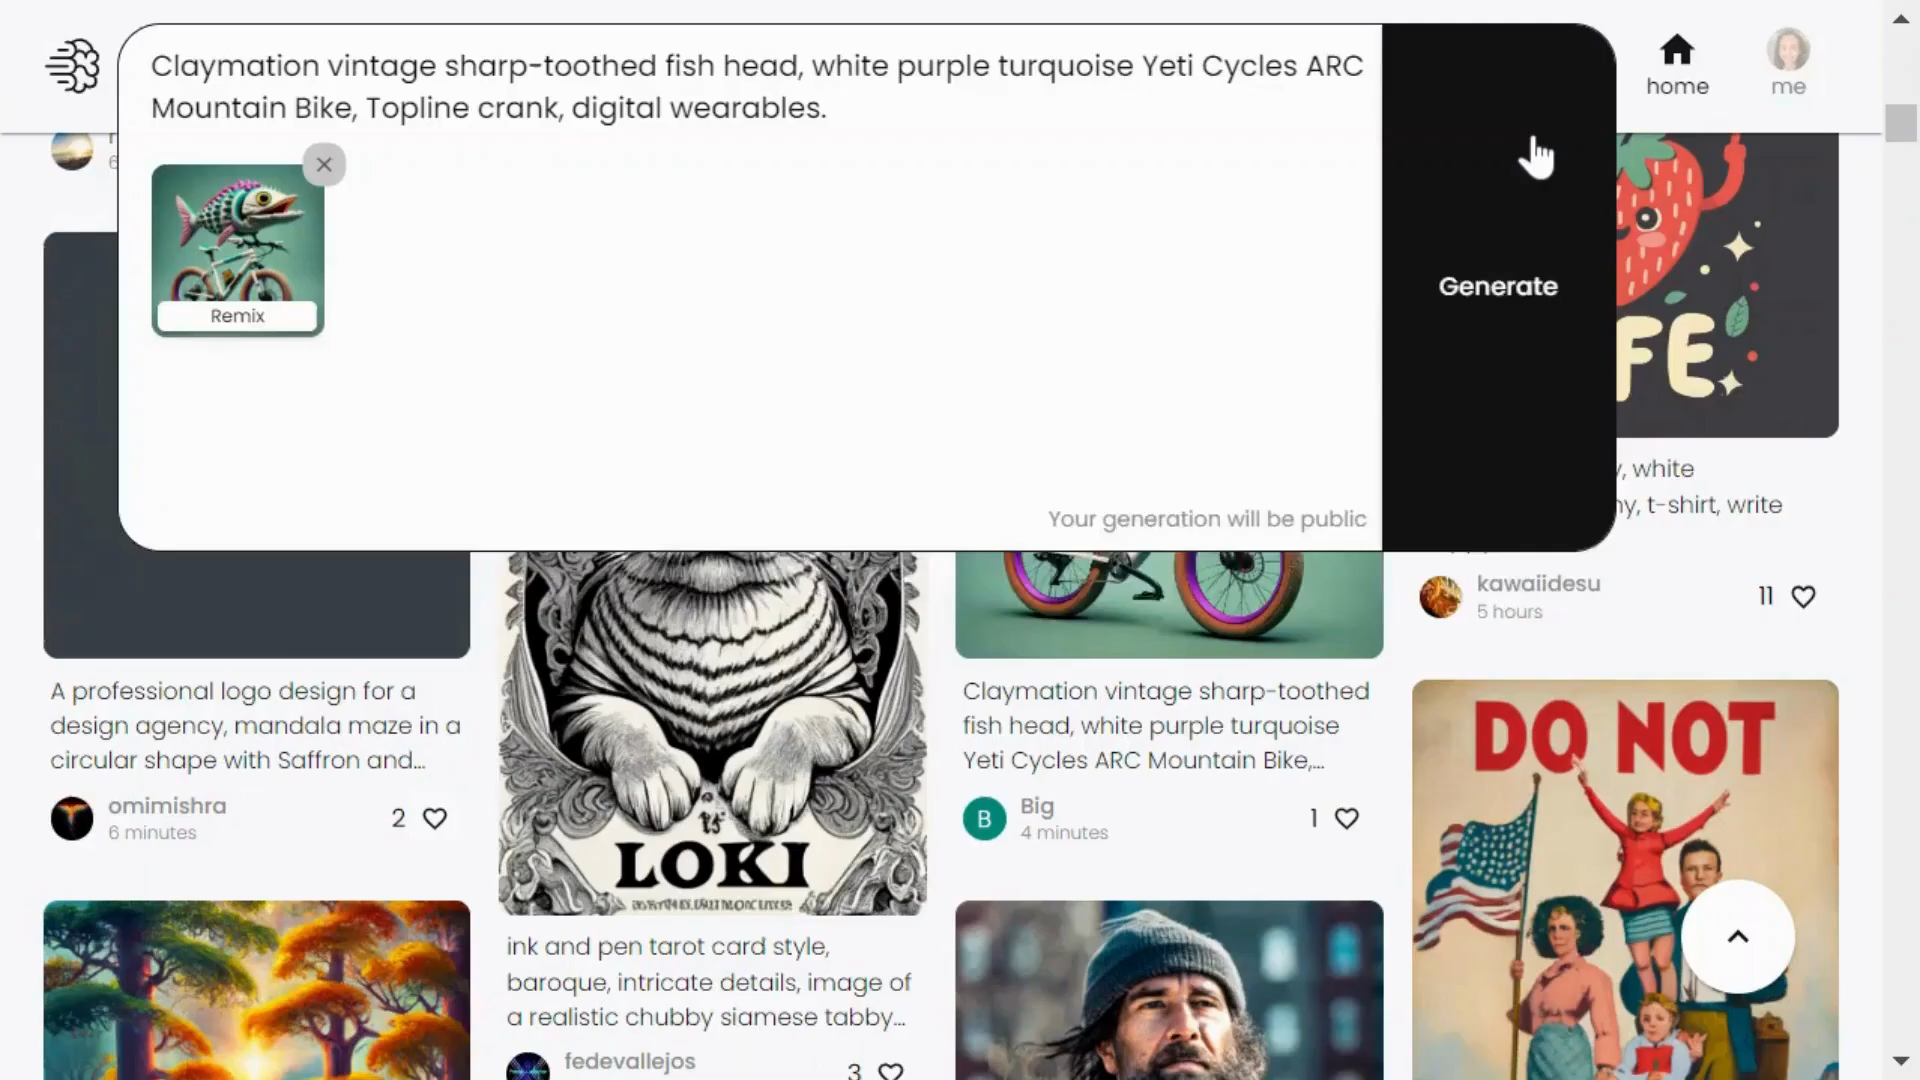 Claymation vintage sharp-toothed fish head, white purple turquoise Yeti Cycles ARC
Mountain Bike, Topline crank, digital wearables.
home
me
Remix
Generate
Your generation will be public
FE
white
t-shirt, write
kawaiidesu
5 hours
11
A professional logo design for a
design agency, mandala maze in a
circular shape with Saffron and...
omimishra
6 minutes
2
LOKI
ink and pen tarot card style,
baroque, intricate details, image of
a realistic chubby siamese tabby...
fedevallejos
3
Claymation vintage sharp-toothed
fish head, white purple turquoise
Yeti Cycles ARC Mountain Bike,...
B
Big
4 minutes
1
DO NOT